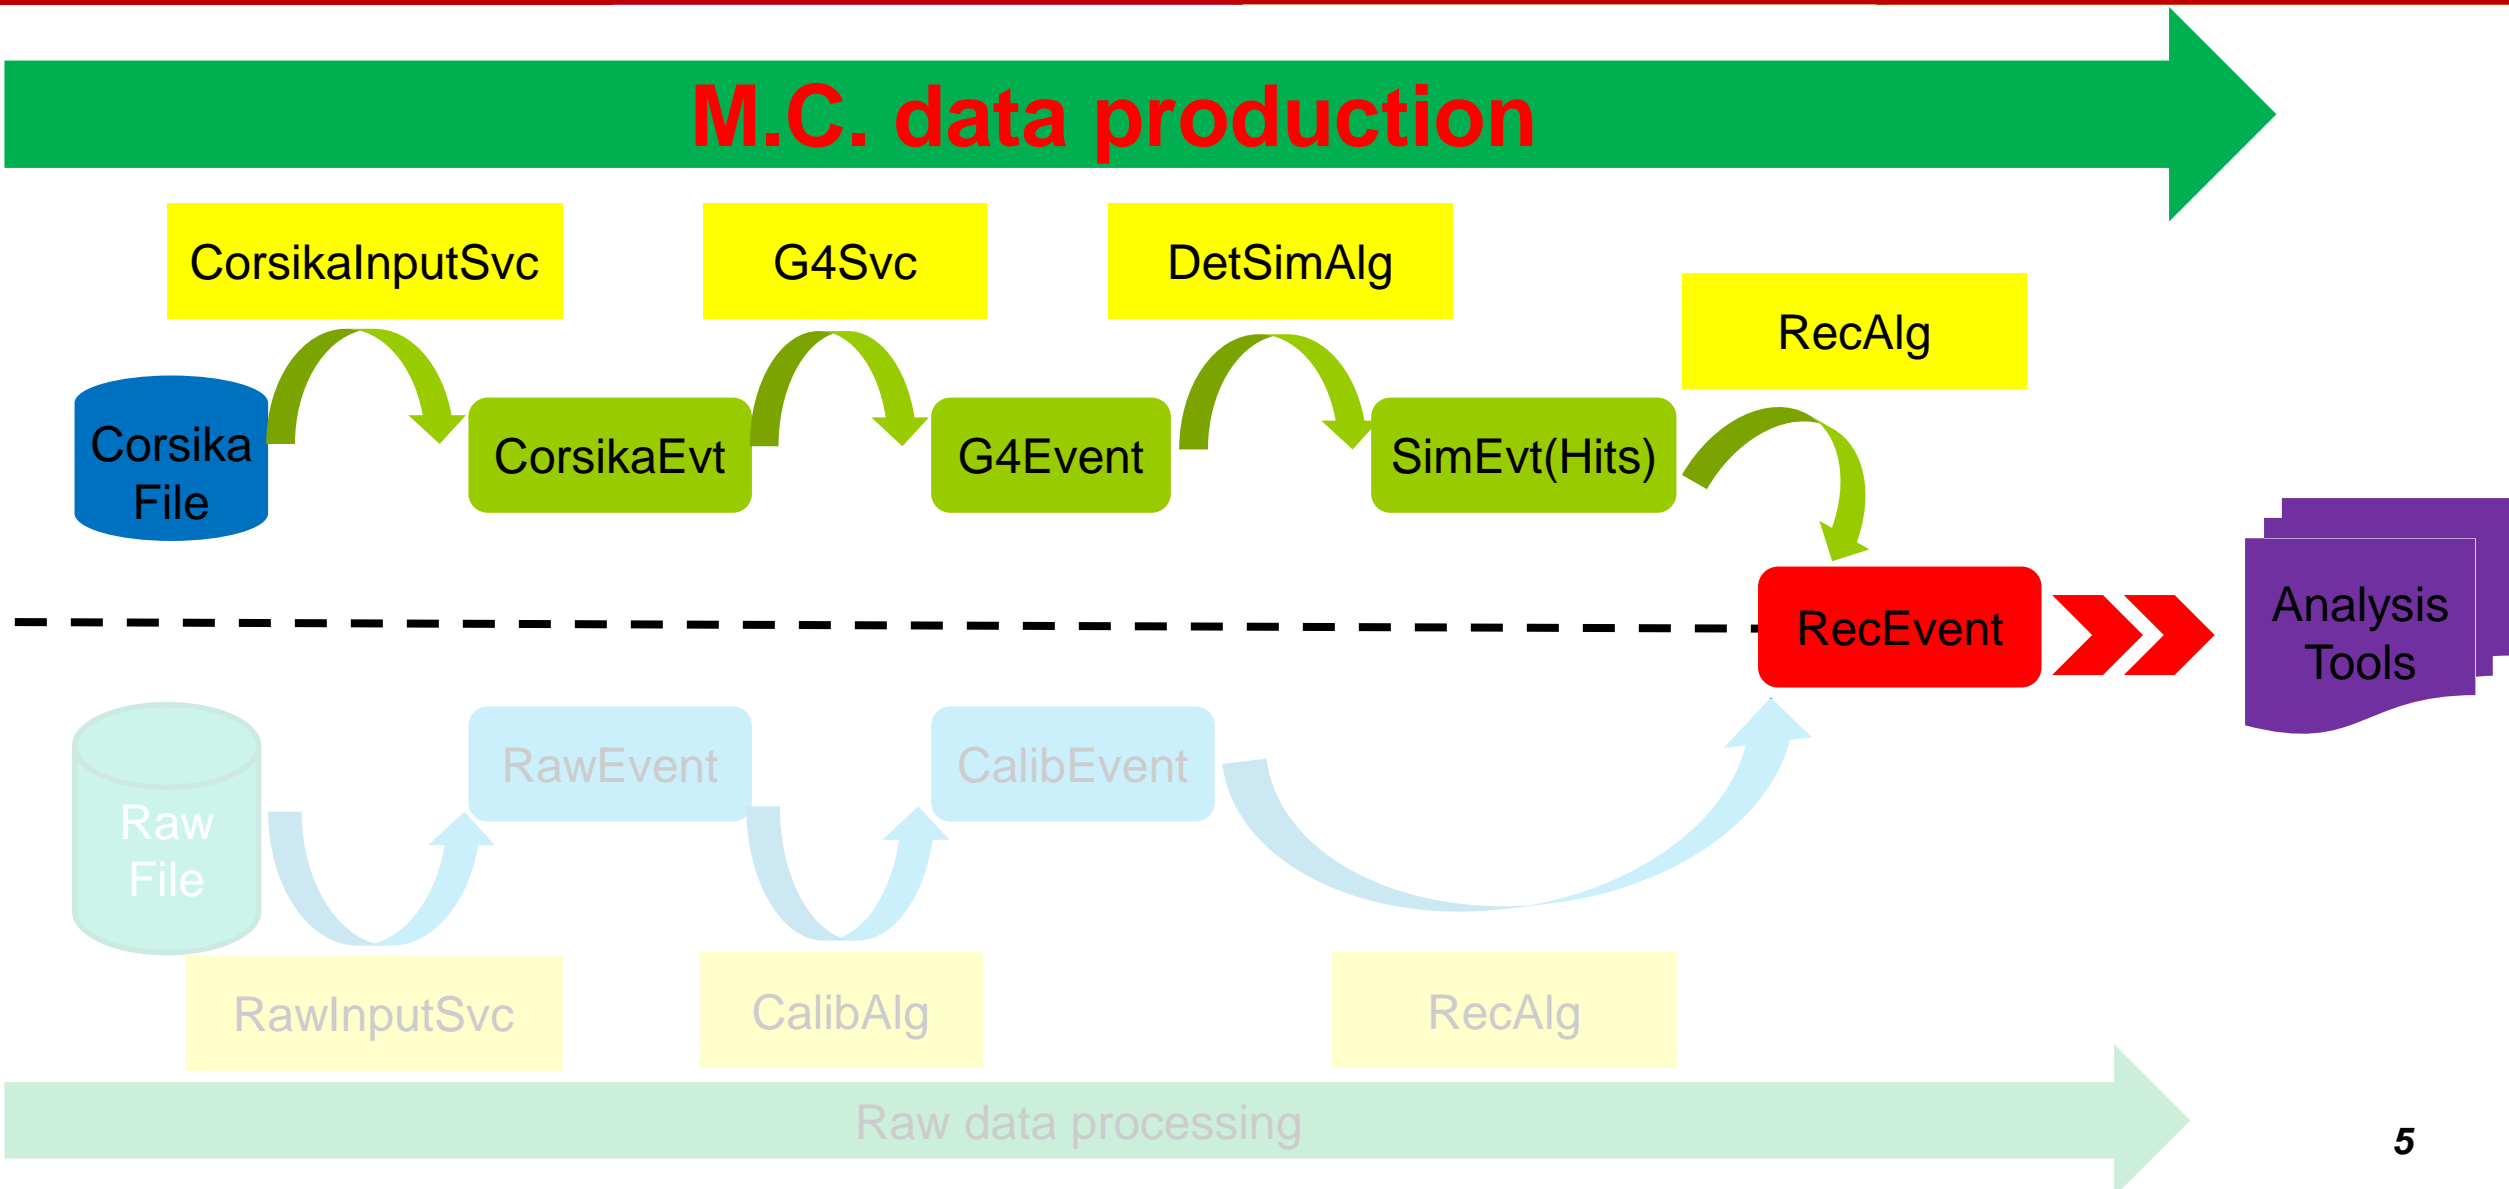 M.C. data production
CorsikaInputSvc
G4Svc
DetSimAlg
RecAlg
Corsika
File
CorsikaEvt
G4Event
SimEvt(Hits)
RecEvent
Analysis
Tools
Raw
File
RawEvent
CalibEvent
RawInputSvc
CalibAlg
RecAlg
Raw data processing
5